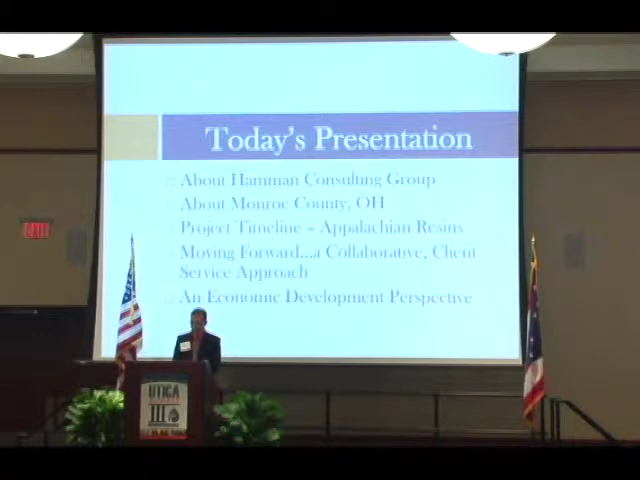 Today's Presentation
About Hamman Consulting Group
About Monroe County, OH
Project Timeline – Appalachian Resins
Moving Forward...a Collaborative, Client
Service Approach
An Economic Development Perspective
EXIT
UTICA
III